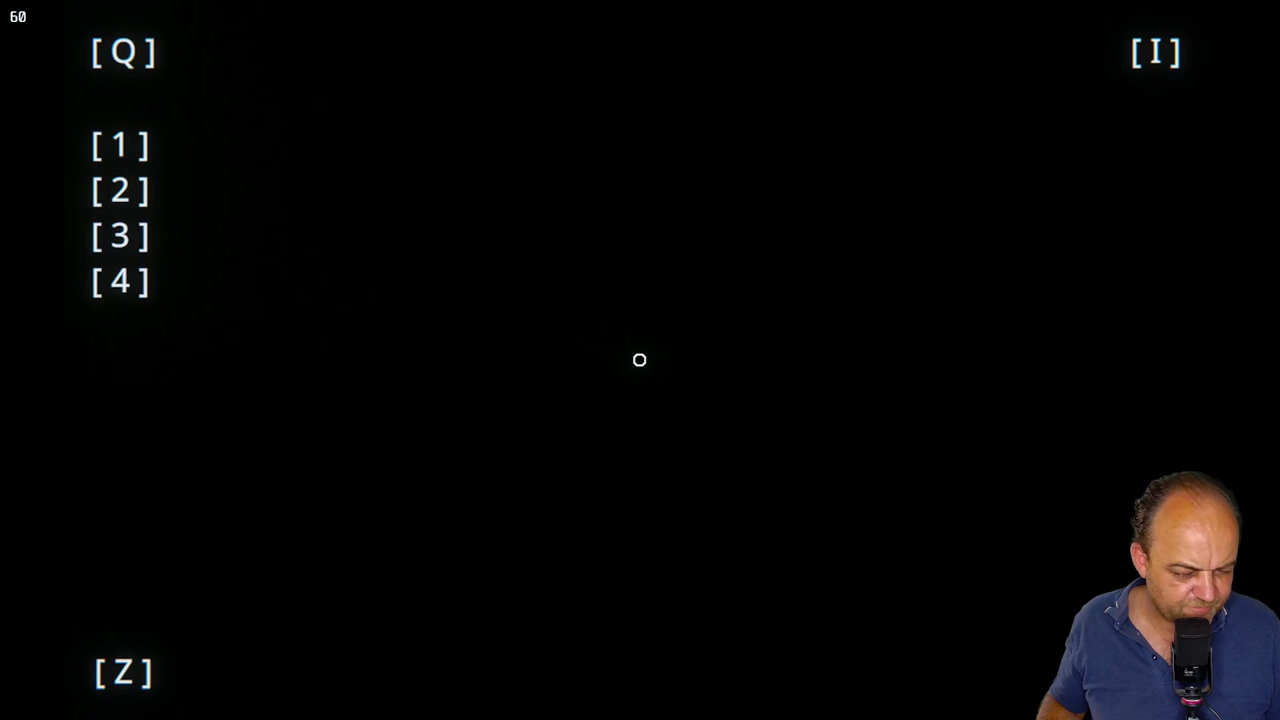 60
[ Q ]
[ I ]
[ 1 ]
[ 2 ]
[ 3 ]
[ 4 ]
[ Z ]